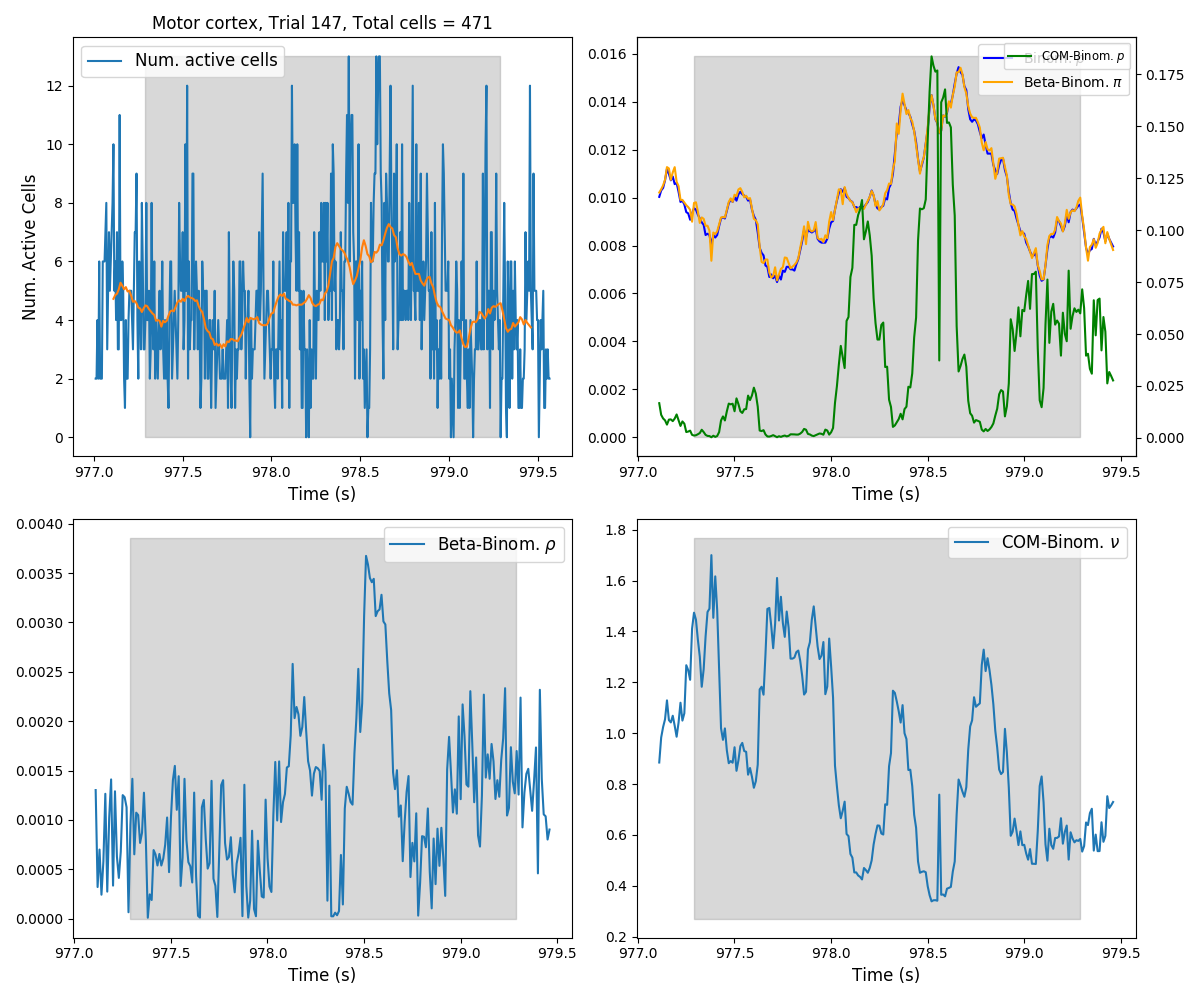 Motor cortex, Trial 147, Total cells = 471
Num. active cells
Num. Active Cells
12
10
8
6
4
2
0
977.0 977.5 978.0 978.5 979.0 979.5
Time (s)
COM-Binom. p
Binom. p
Beta-Binom. π
0.016
0.014
0.012
0.010
0.008
0.006
0.004
0.002
0.000
0.175
0.150
0.125
0.100
0.075
0.050
0.025
0.000
977.0 977.5 978.0 978.5 979.0 979.5
Time (s)
Beta-Binom. ρ
0.0040
0.0035
0.0030
0.0025
0.0020
0.0015
0.0010
0.0005
0.0000
977.0 977.5 978.0 978.5 979.0 979.5
Time (s)
COM-Binom. ν
1.8
1.6
1.4
1.2
1.0
0.8
0.6
0.4
0.2
977.0 977.5 978.0 978.5 979.0 979.5
Time (s)